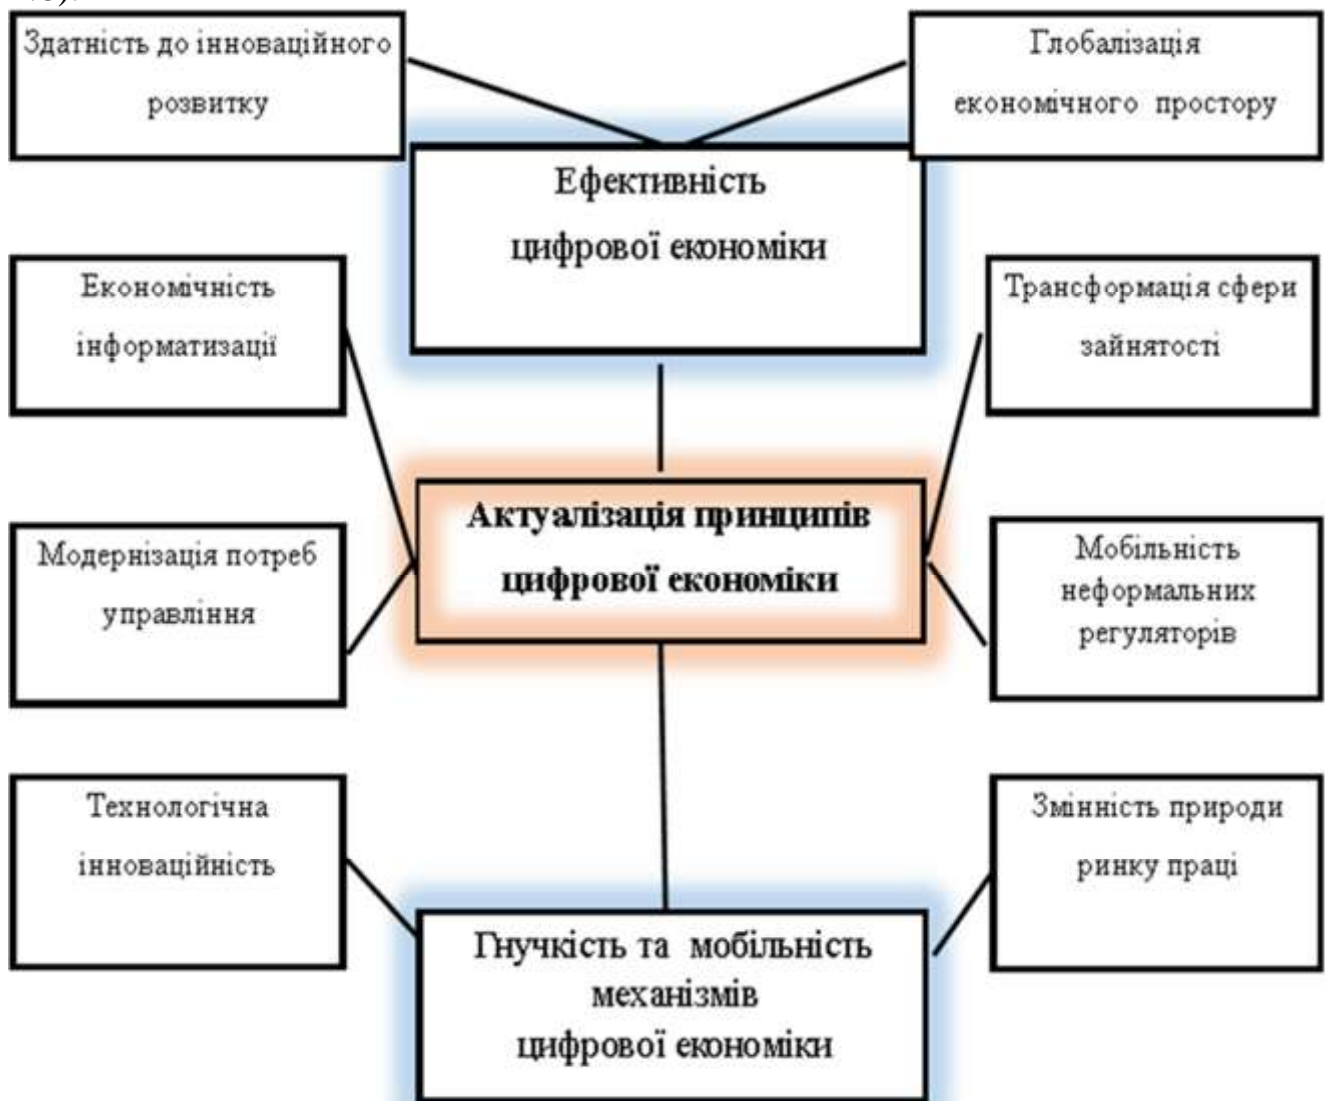 Здатність до інноваційного
розвитку
Глобалізація
економічного простору
Ефективність
цифрової економіки
Економічність
інформатизації
Трансформація сфери
зайнятості
Актуалізація принципів
цифрової економіки
Модернізація потреб
управління
Мобільність
неформальних
регуляторів
Технологічна
інноваційність
Змінність природи
ринку праці
Гнучкість та мобільність
механізмів
цифрової економіки